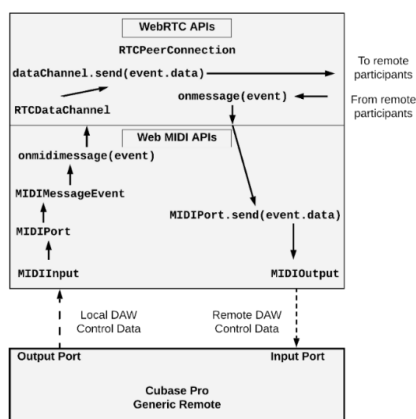 WebRTC APIs
RTCPeerConnection
dataChannel.send(event.data)
To remote
participants
onmessage(event)
From remote
participants
RTCDataChannel
Web MIDI APIs
onmidimessage(event)
MIDIMessageEvent
MIDIPort.send(event.data)
MIDIPort
MIDIInput
MIDIOutput
Local DAW
Control Data
Remote DAW
Control Data
Output Port
Input Port
Cubase Pro
Generic Remote